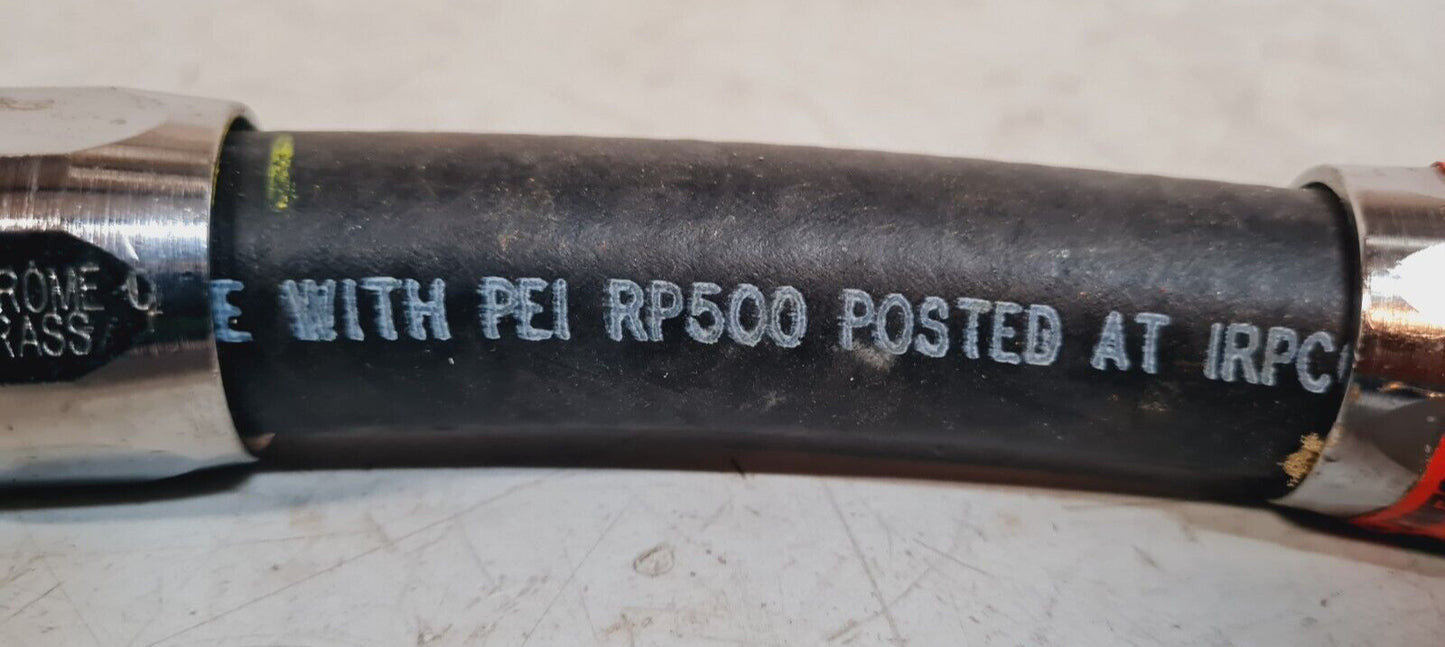 ROME
RASS
E WITH PEI RP500 POSTED AT IRPC